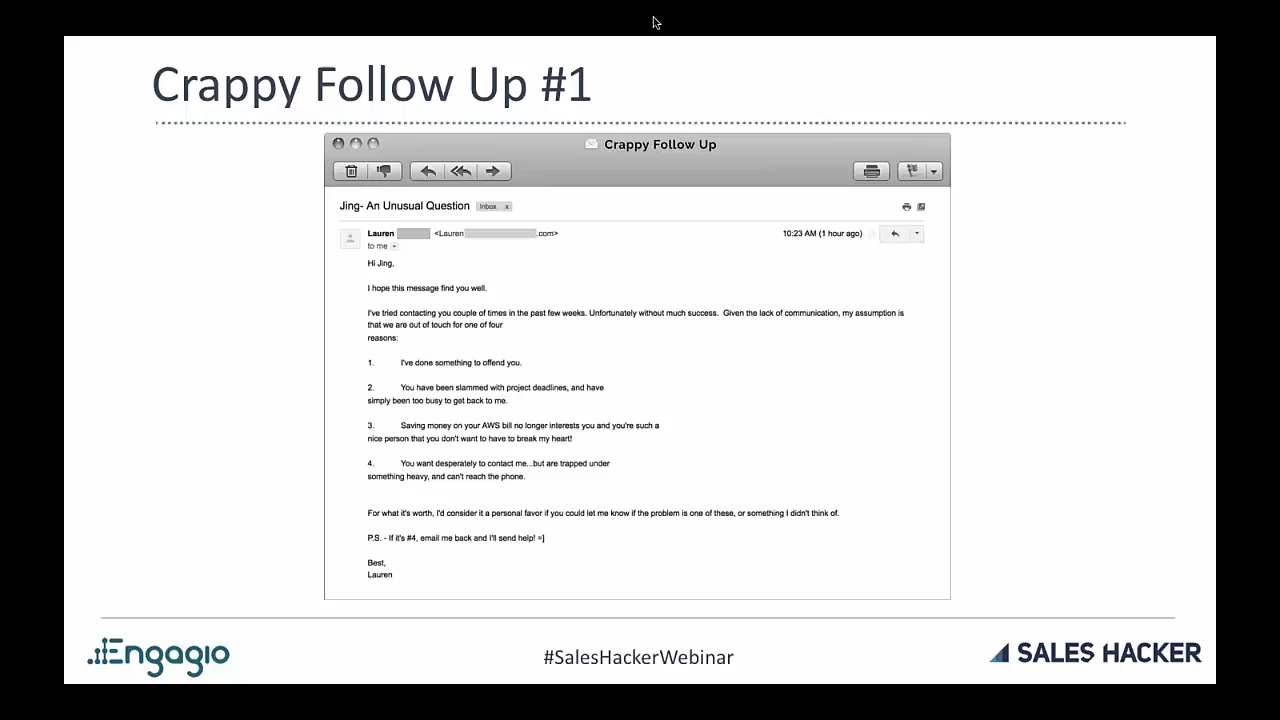 Crappy Follow Up #1
Crappy Follow Up
Jing- An Unusual Question Inbox x
Lauren <Lauren .com> 10:23 AM (1 hour ago)
to me
Hi Jing,
I hope this message find you well.
I've tried contacting you couple of times in the past few weeks. Unfortunately without much success. Given the lack of communication, my assumption is
that we are out of touch for one of four
reasons:
1. I've done something to offend you.
2. You have been slammed with project deadlines, and have
simply been too busy to get back to me.
3. Saving money on your AWS bill no longer interests you and you're such a
nice person that you don't want to have to break my heart!
4. You want desperately to contact me...but are trapped under
something heavy, and can't reach the phone.
For what it's worth, I'd consider it a personal favor if you could let me know if the problem is one of these, or something I didn't think of.
P.S. - If it's #4, email me back and I'll send help! =]
Best,
Lauren
Engagio #SalesHackerWebinar SALES HACKER